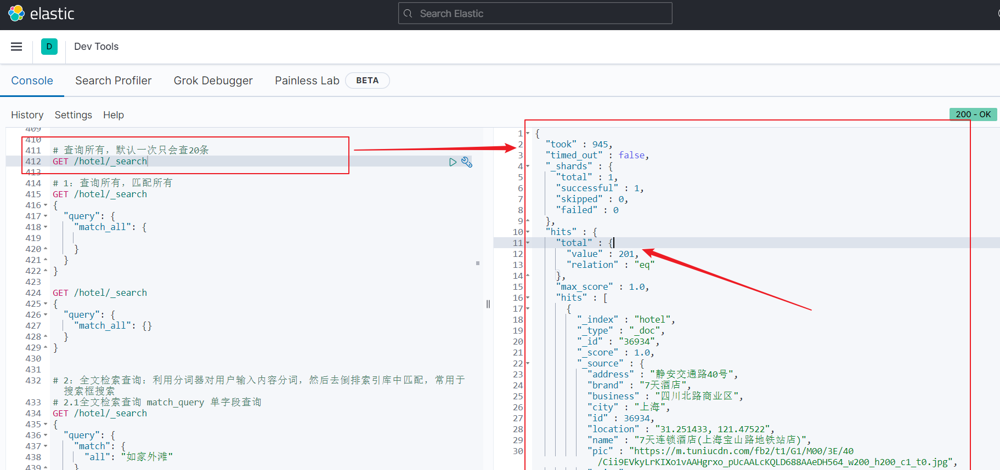 elastic
Search Elastic
D
Dev Tools
Console
Search Profiler
Grok Debugger
Painless Lab
BETA
History
Settings
Help
200 - OK
409
410
411 # 查询所有，默认一次只会查20条
412 GET /hotel/_search
413
414 # 1：查询所有，匹配所有
415 GET /hotel/_search
416 {
417 "query": {
418 "match_all": {
419
420 }
421 }
422 }
423
424 GET /hotel/_search
425 {
426 "query": {
427 "match_all": {}
428 }
429 }
430
431
432 # 2：全文检索查询：利用分词器对用户输入内容分词，然后去倒排索引库中匹配，常用于
搜索框搜索
433 # 2.1全文检索查询 match_query 单字段查询
434 GET /hotel/_search
435 {
436 "query": {
437 "match": {
438 "all": "如家外滩"
439 }
1 {
2 "took" : 945,
3 "timed_out" : false,
4 "_shards" : {
5 "total" : 1,
6 "successful" : 1,
7 "skipped" : 0,
8 "failed" : 0
9 },
10 "hits" : {
11 "total" : {
12 "value" : 201,
13 "relation" : "eq"
14 },
15 "max_score" : 1.0,
16 "hits" : [
17 {
18 "_index" : "hotel",
19 "_type" : "_doc",
20 "_id" : "36934",
21 "_score" : 1.0,
22 "_source" : {
23 "address" : "静安交通路40号",
24 "brand" : "7天酒店",
25 "business" : "四川北路商业区",
26 "city" : "上海",
27 "id" : 36934,
28 "location" : "31.251433, 121.47522",
29 "name" : "7天连锁酒店(上海宝山路地铁站店)",
30 "pic" : "https://m.tuniucdn.com/fb2/t1/G1/M00/3E/40
/Cii9EVkyLrKIXo1vAAHgrxo_pUcAALcKQLD688AAeDH564_w200_h200_c1_t0.jpg",